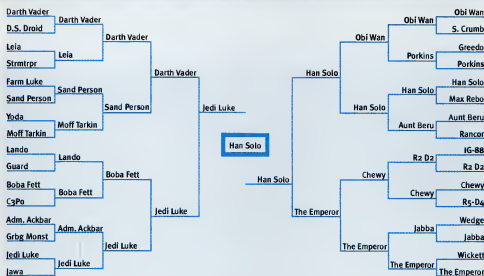 Darth Vader
D.S. Droid
Leia
Strmtrpr
Farm Luke
Sand Person
Yoda
Moff Tarkin
Lando
Guard
Boba Fett
C3Po
Adm. Ackbar
Grbg Monst
Jedi Luke
Jawa
Darth Vader
Leia
Sand Person
Moff Tarkin
Lando
Boba Fett
Adm. Ackbar
Jedi Luke
Darth Vader
Sand Person
Boba Fett
Jedi Luke
Darth Vader
Jedi Luke
Jedi Luke
Han Solo
Han Solo
Han Solo
The Emperor
Obi Wan
Han Solo
Chewy
The Emperor
Obi Wan
Porkins
Han Solo
Aunt Beru
R2 D2
Chewy
Jabba
The Emperor
Obi Wan
S. Crumb
Greedo
Porkins
Han Solo
Max Rebo
Aunt Beru
Rancor
IG-88
R2 D2
Chewy
R5-D4
Wedge
Jabba
Wickett
The Emperor